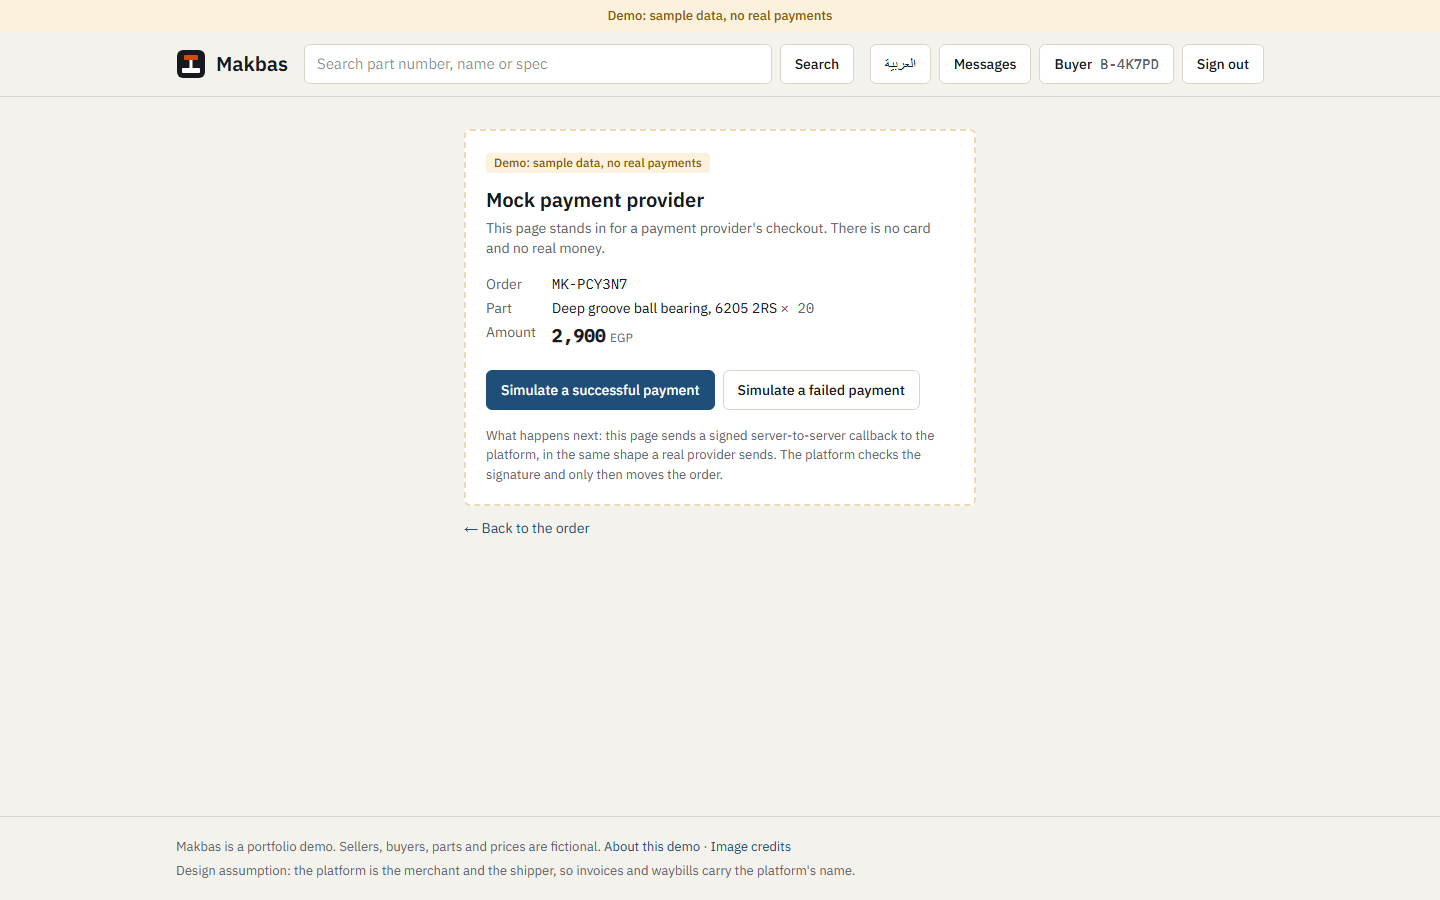 Demo: sample data, no real payments
Makbas
Search part number, name or spec
Search
العربية
Messages
Buyer B-4K7PD
Sign out
Demo: sample data, no real payments
Mock payment provider
This page stands in for a payment provider's checkout. There is no card
and no real money.
Order MK-PCY3N7
Part Deep groove ball bearing, 6205 2RS × 20
Amount 2,900 EGP
Simulate a successful payment
Simulate a failed payment
What happens next: this page sends a signed server-to-server callback to the
platform, in the same shape a real provider sends. The platform checks the
signature and only then moves the order.
← Back to the order
Makbas is a portfolio demo. Sellers, buyers, parts and prices are fictional. About this demo · Image credits
Design assumption: the platform is the merchant and the shipper, so invoices and waybills carry the platform's name.